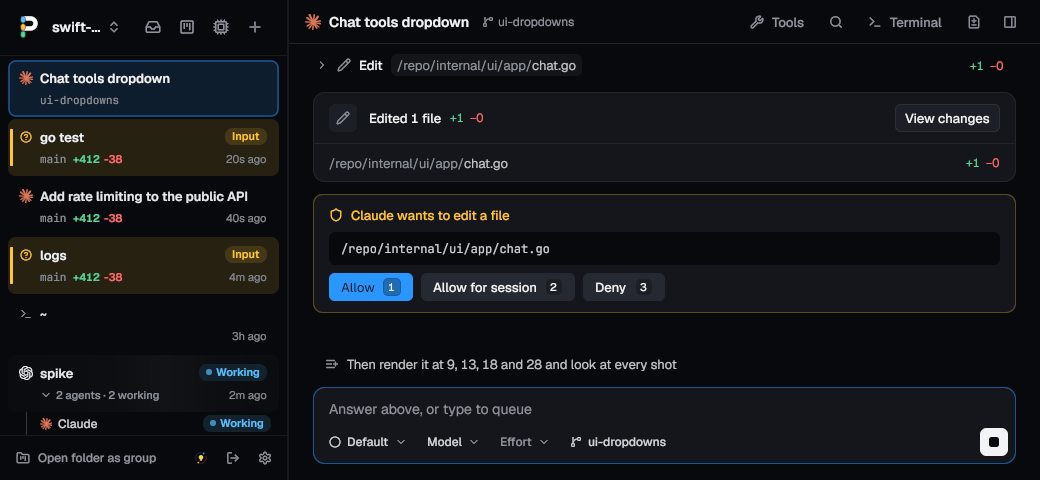 swift-...
Chat tools dropdown
ui-dropdowns
go test
Input
main +412 -38
20s ago
Add rate limiting to the public API
main +412 -38
40s ago
logs
Input
main +412 -38
4m ago
~
3h ago
spike
Working
2 agents · 2 working
2m ago
Claude
Working
Open folder as group
Chat tools dropdown
ui-dropdowns
Tools
Terminal
Edit /repo/internal/ui/app/chat.go
+1 −0
Edited 1 file +1 −0
View changes
/repo/internal/ui/app/chat.go
+1 −0
Claude wants to edit a file
/repo/internal/ui/app/chat.go
Allow 1
Allow for session 2
Deny 3
Then render it at 9, 13, 18 and 28 and look at every shot
Answer above, or type to queue
Default
Model
Effort
ui-dropdowns